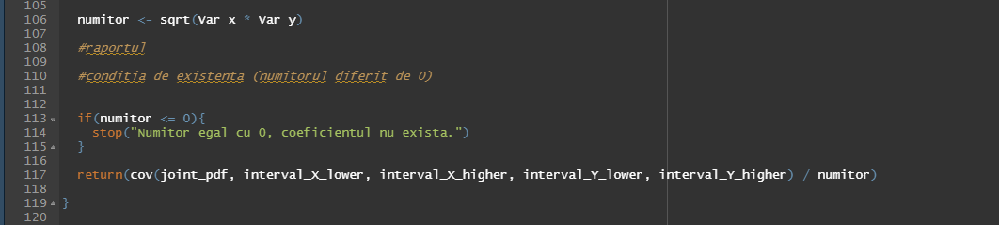 105
106 numitor <- sqrt(Var_x * Var_y)
107
108 #raportul
109
110 #conditia de existenta (numitorul diferit de 0)
111
112
113 if(numitor <= 0){
114 stop("Numitor egal cu 0, coeficientul nu exista.")
115 }
116
117 return(cov(joint_pdf, interval_X_lower, interval_X_higher, interval_Y_lower, interval_Y_higher) / numitor)
118
119 }
120